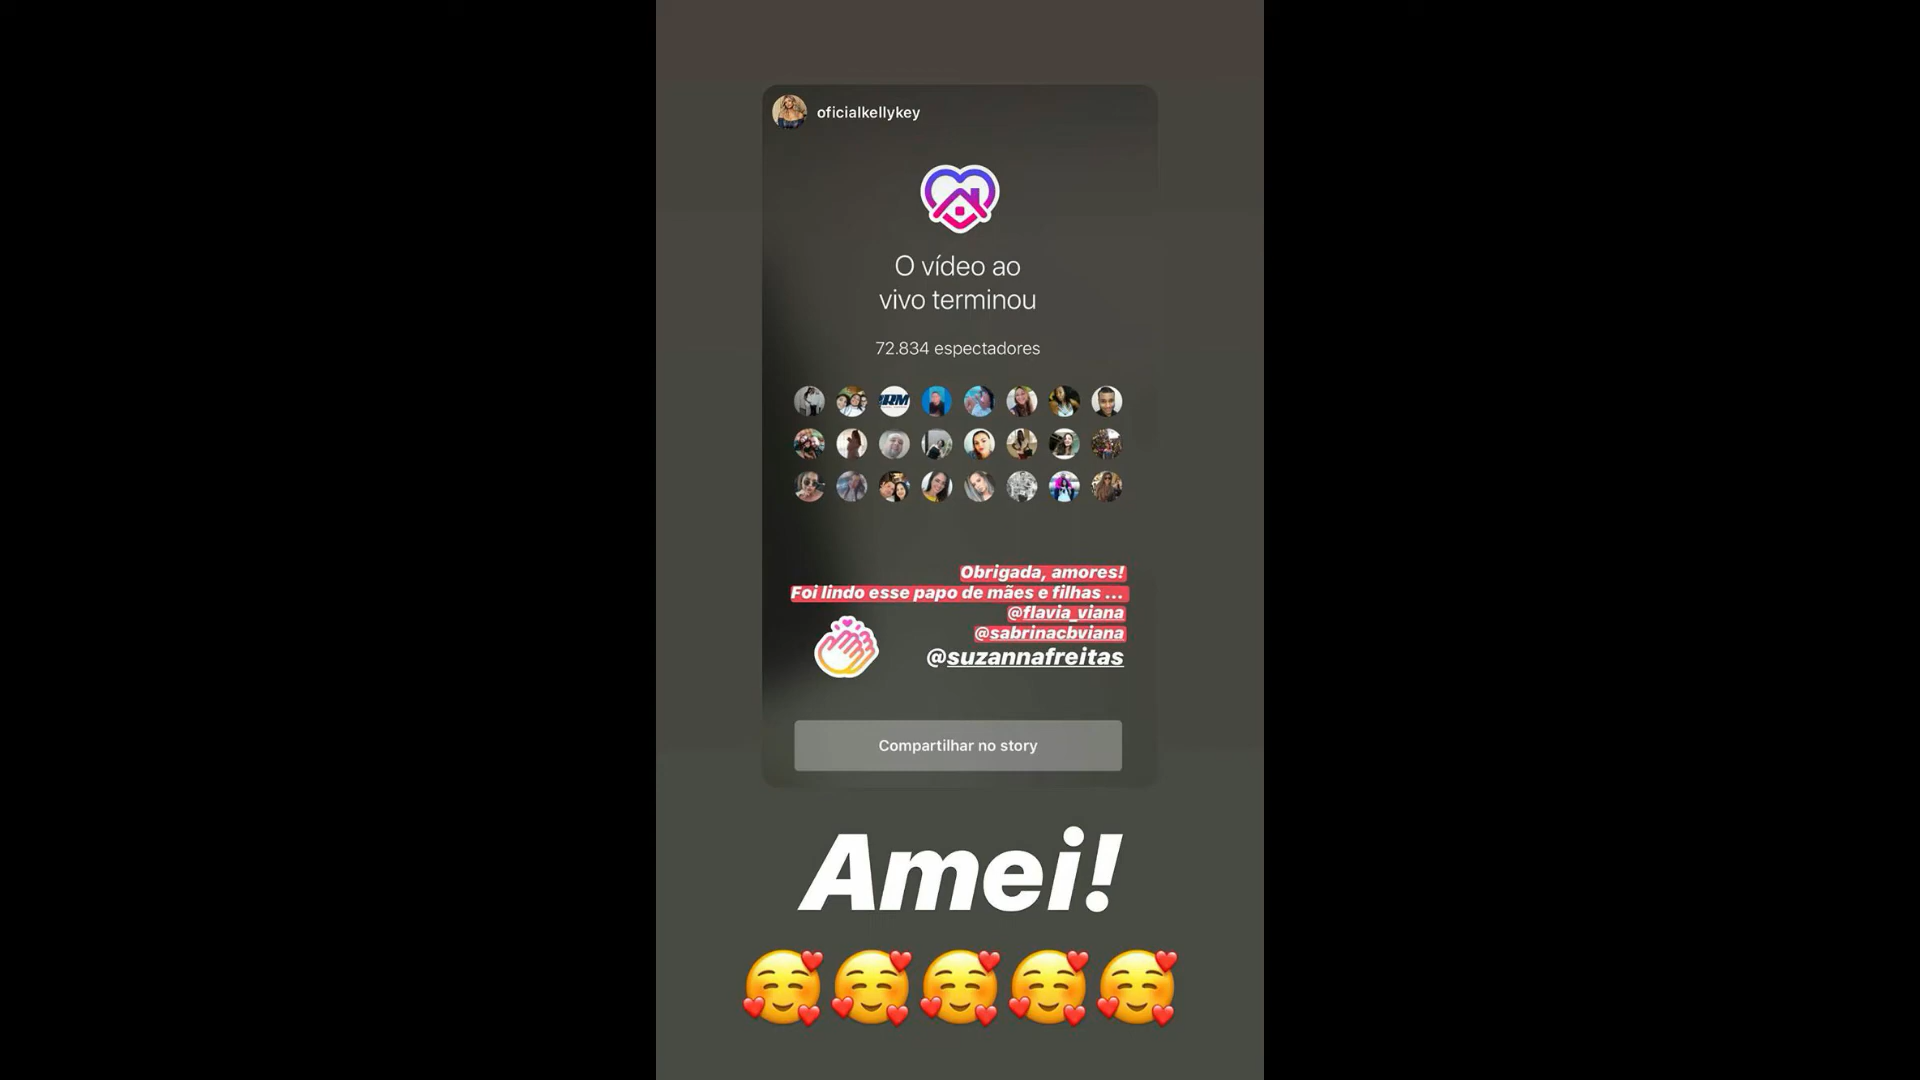 oficialkellykey
O vídeo ao
vivo terminou
72.834 espectadores
RM
Obrigada, amores!
Foi lindo esse papo de mães e filhas ...
@flavia_viana
@sabrinacbviana
@suzannafreitas
Compartilhar no story
Amei!